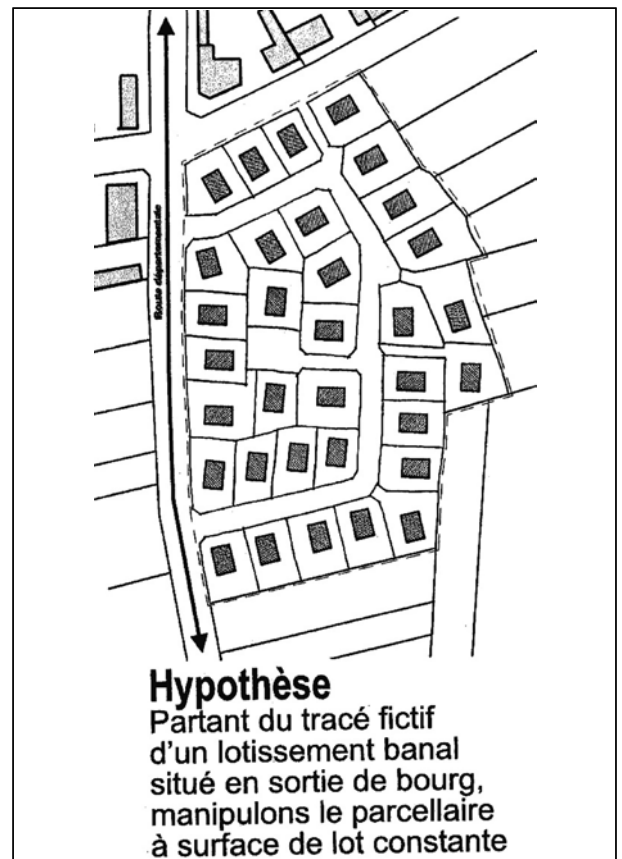 Route départementale
Hypothèse
Partant du tracé fictif
d'un lotissement banal
situé en sortie de bourg,
manipulons le parcellaire
à surface de lot constante